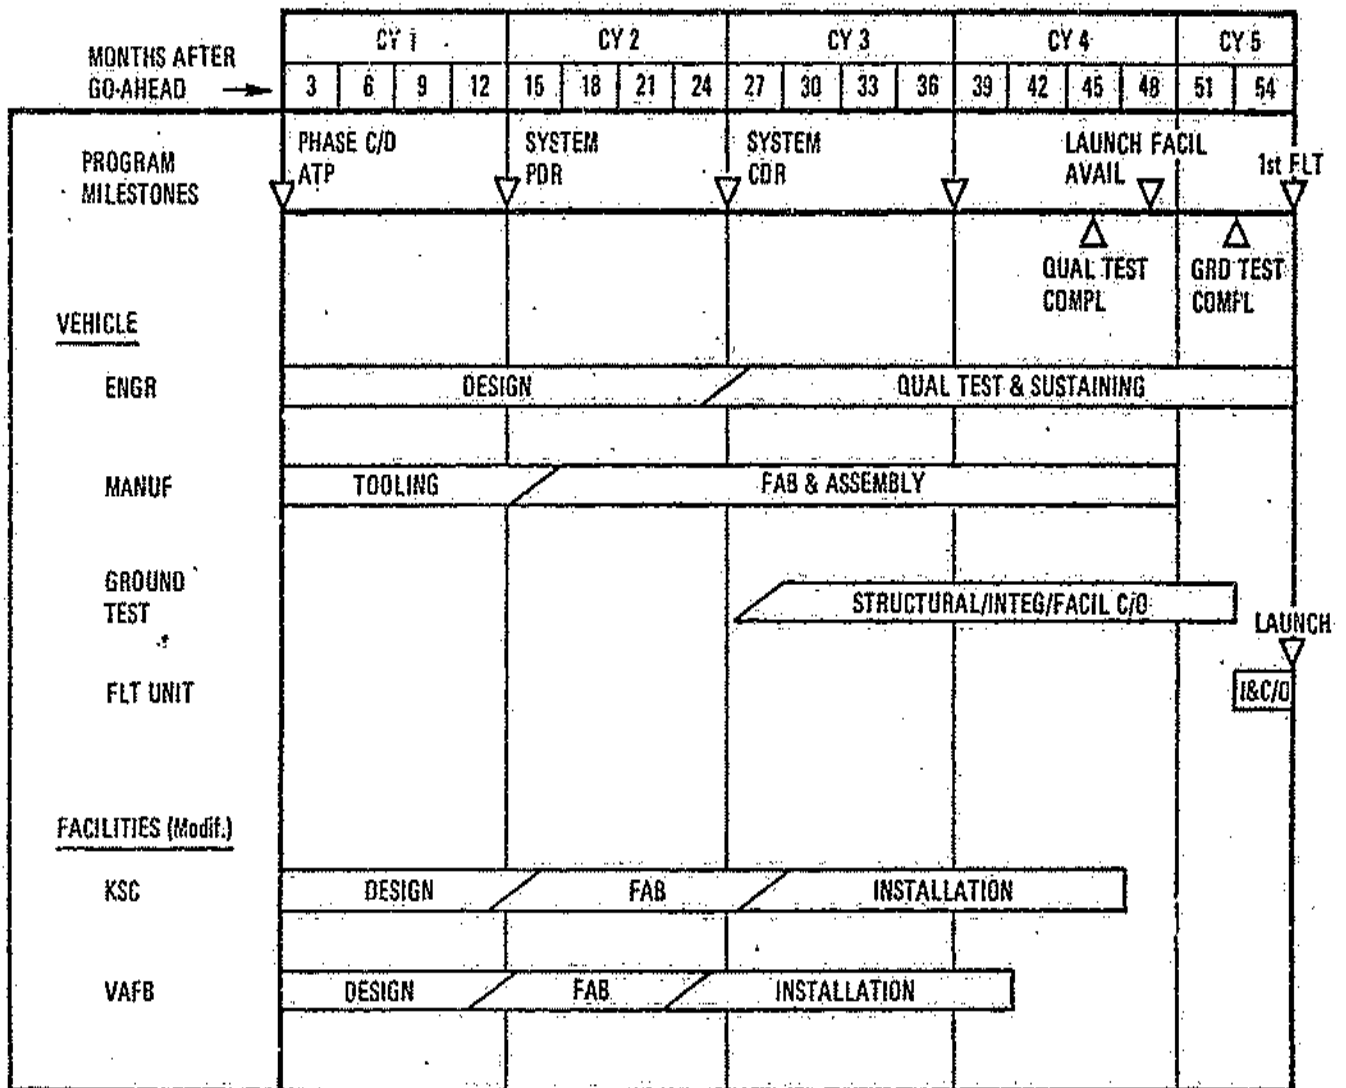 CY 1 CY 2 CY 3 CY 4 CY 5
MONTHS AFTER
GO-AHEAD
3 6 9 12 15 18 21 24 27 30 33 36 39 42 45 48 51 54
PROGRAM
MILESTONES
PHASE C/D
ATP
SYSTEM
PDR
SYSTEM
CDR
LAUNCH FACIL
AVAIL
1st FLT
QUAL TEST
COMPL
GRD TEST
COMPL
VEHICLE
ENGR
DESIGN
QUAL TEST & SUSTAINING
MANUF
TOOLING
FAB & ASSEMBLY
GROUND
TEST
STRUCTURAL/INTEG/FACIL C/O
LAUNCH
FLT UNIT
I&C/O
FACILITIES (Modif.)
KSC
DESIGN
FAB
INSTALLATION
VAFB
DESIGN
FAB
INSTALLATION